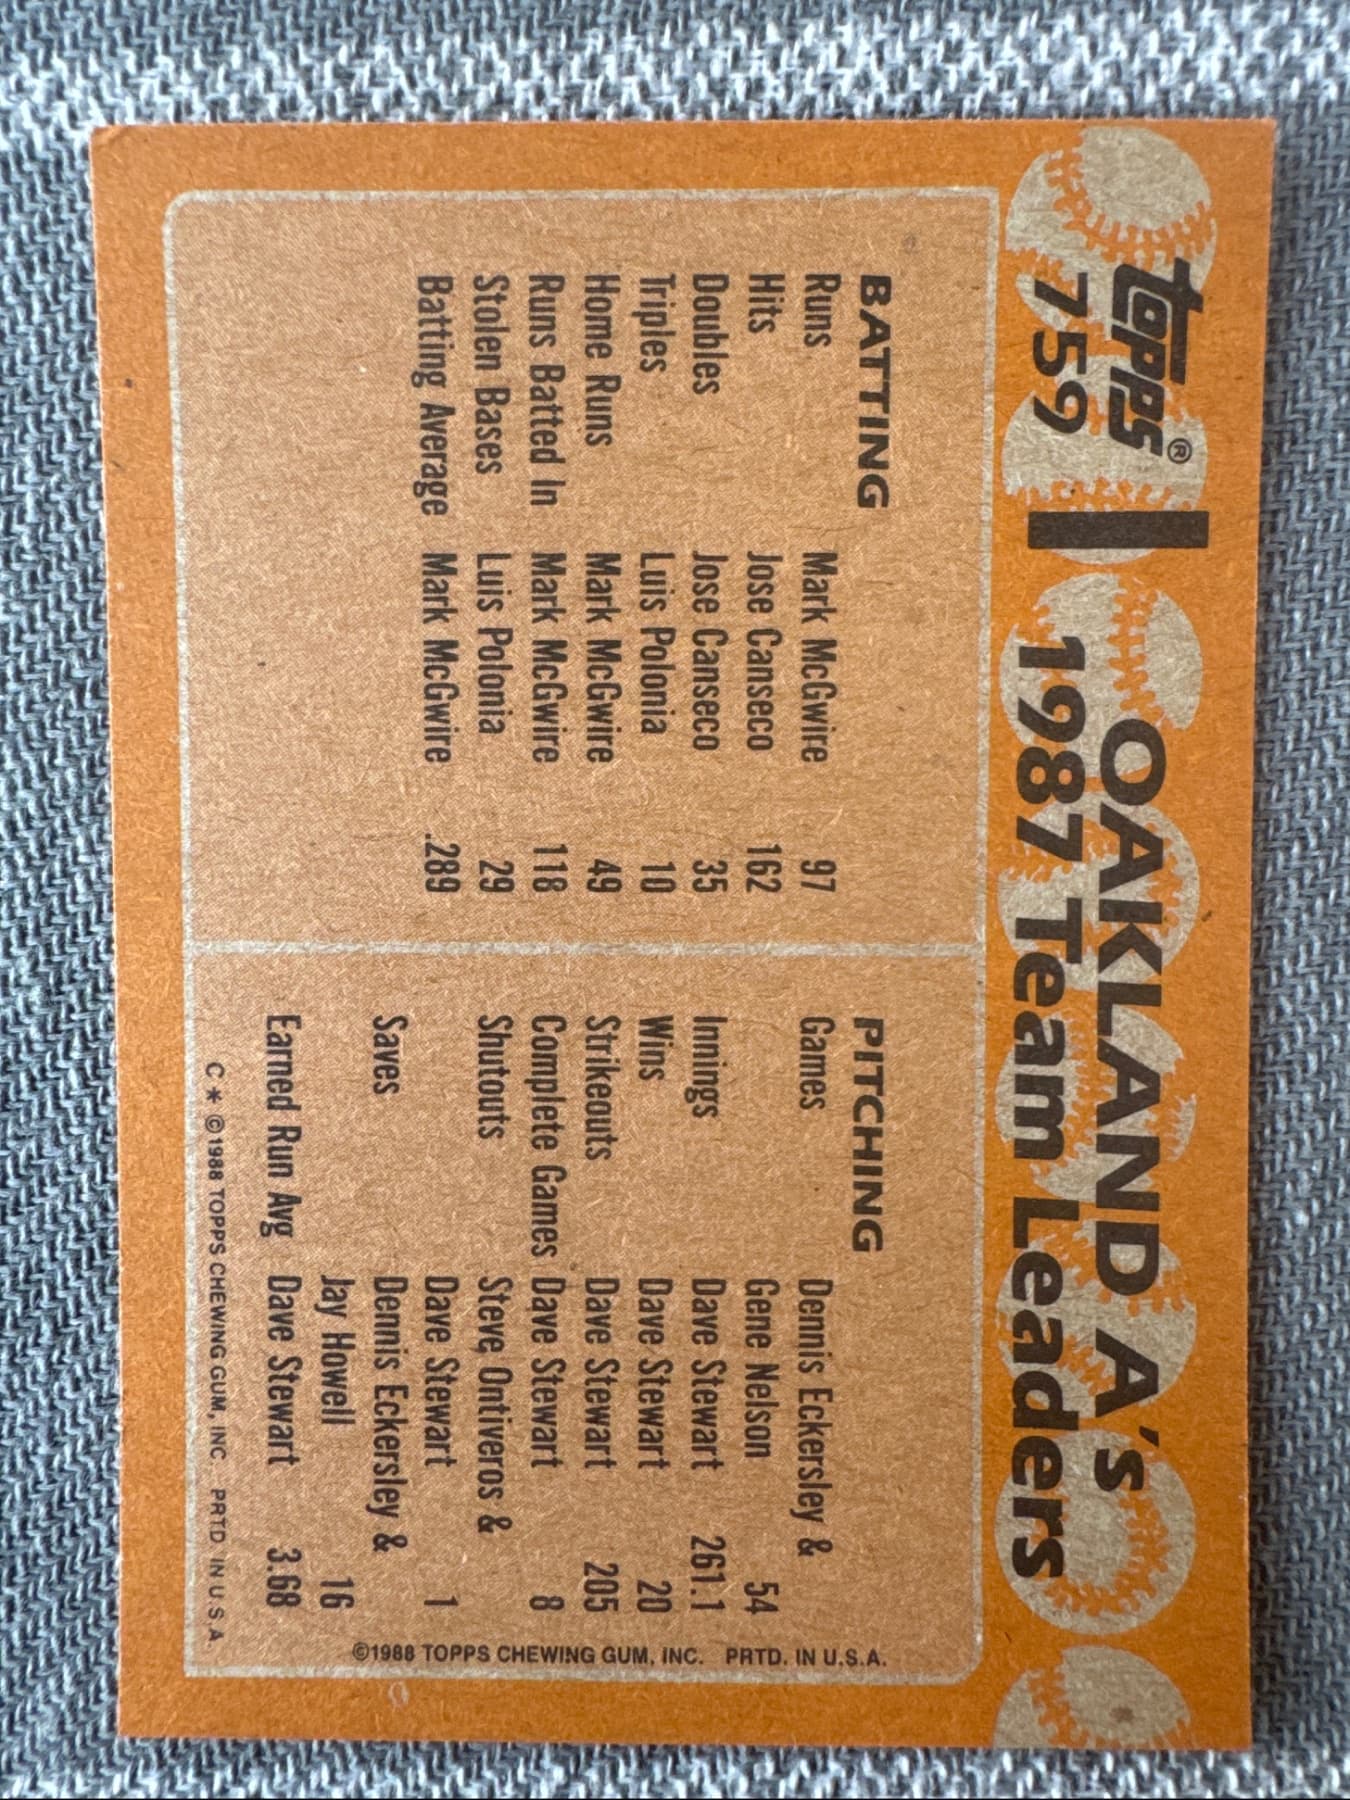 topps®
759
OAKLAND A's
1987 Team Leaders
BATTING
Runs Mark McGwire 97
Hits Jose Canseco 162
Doubles Jose Canseco 35
Triples Luis Polonia 10
Home Runs Mark McGwire 49
Runs Batted In Mark McGwire 118
Stolen Bases Luis Polonia 29
Batting Average Mark McGwire .289
PITCHING
Games Dennis Eckersley &
Gene Nelson 54
Innings Dave Stewart 261.1
Wins Dave Stewart 20
Strikeouts Dave Stewart 205
Complete Games Dave Stewart 8
Shutouts Steve Ontiveros &
Dave Stewart 1
Saves Dennis Eckersley &
Jay Howell 16
Earned Run Avg Dave Stewart 3.68
C * ©1988 TOPPS CHEWING GUM, INC. PRTD IN U.S.A.
©1988 TOPPS CHEWING GUM, INC. PRTD. IN U.S.A.